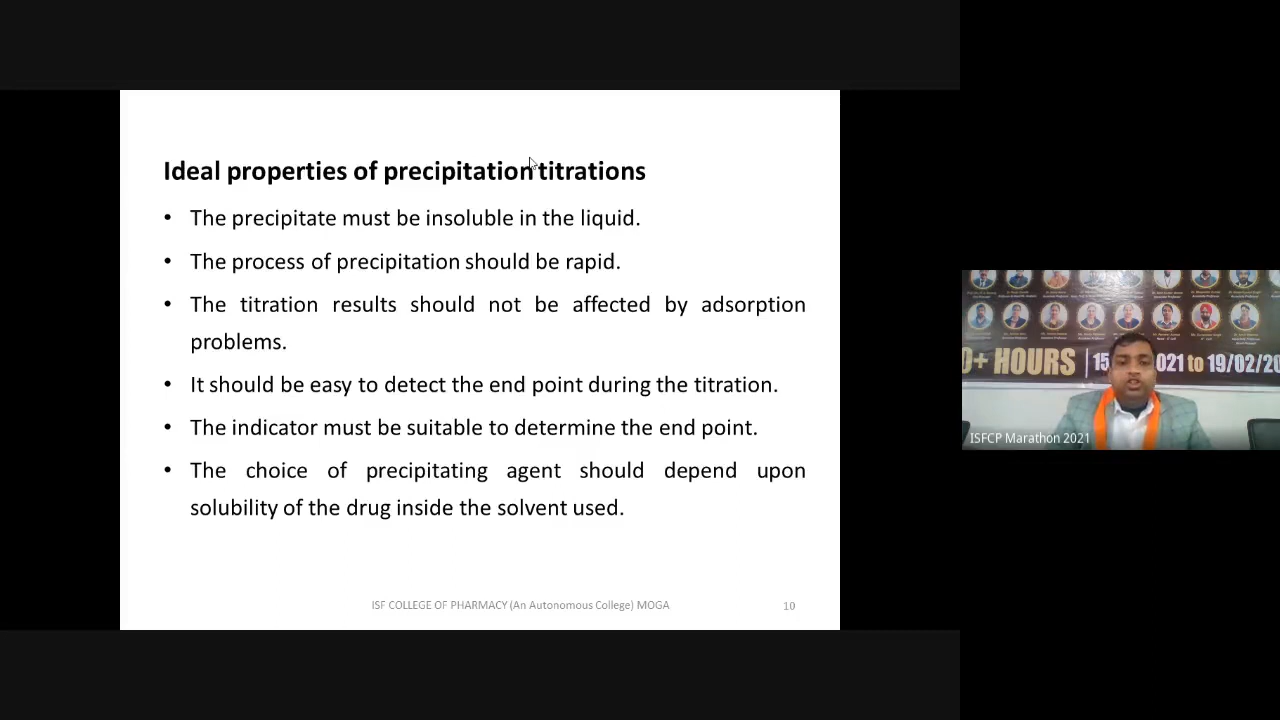 Ideal properties of precipitation titrations
• The precipitate must be insoluble in the liquid.
• The process of precipitation should be rapid.
• The titration results should not be affected by adsorption
problems.
• It should be easy to detect the end point during the titration.
• The indicator must be suitable to determine the end point.
• The choice of precipitating agent should depend upon
solubility of the drug inside the solvent used.
ISF COLLEGE OF PHARMACY (An Autonomous College) MOGA
10
0+ HOURS 15 021 to 19/02/20
ISFCP Marathon 2021